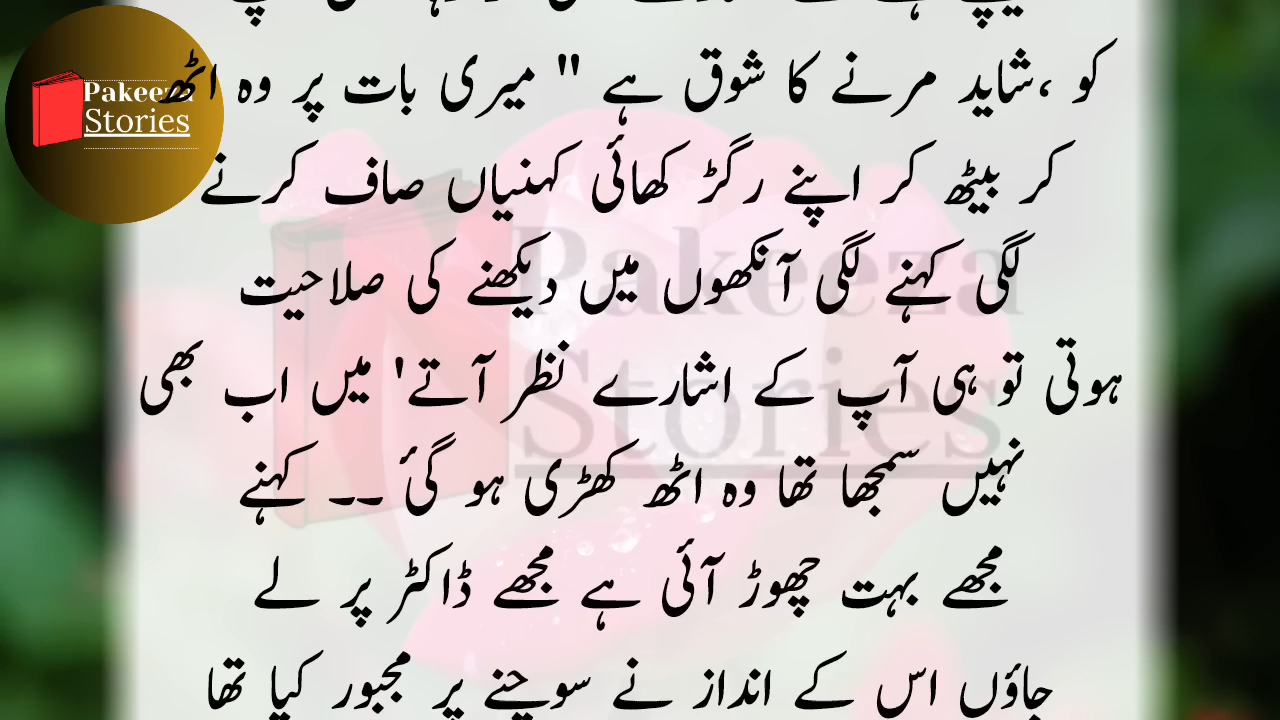 کو ،شاید مرنے کا شوق ہے " میری بات پر وہ اٹھ
کر بیٹھ کر اپنے رگڑ کھائی کہنیاں صاف کرنے
لگی کہنے لگی آنکھوں میں دیکھنے کی صلاحیت
ہوتی تو ہی آپ کے اشارے نظر آتے' میں اب بھی
نہیں سمجھا تھا وہ اٹھ کھڑی ہو گئ ۔۔ کہنے
مجھے بہت چھوڑ آئی ہے مجھے ڈاکٹر پر لے
جاؤں اس کے انداز نے سوچنے پر مجبور کیا تھا
Pakeeza
Stories
Pakeeza
Stories